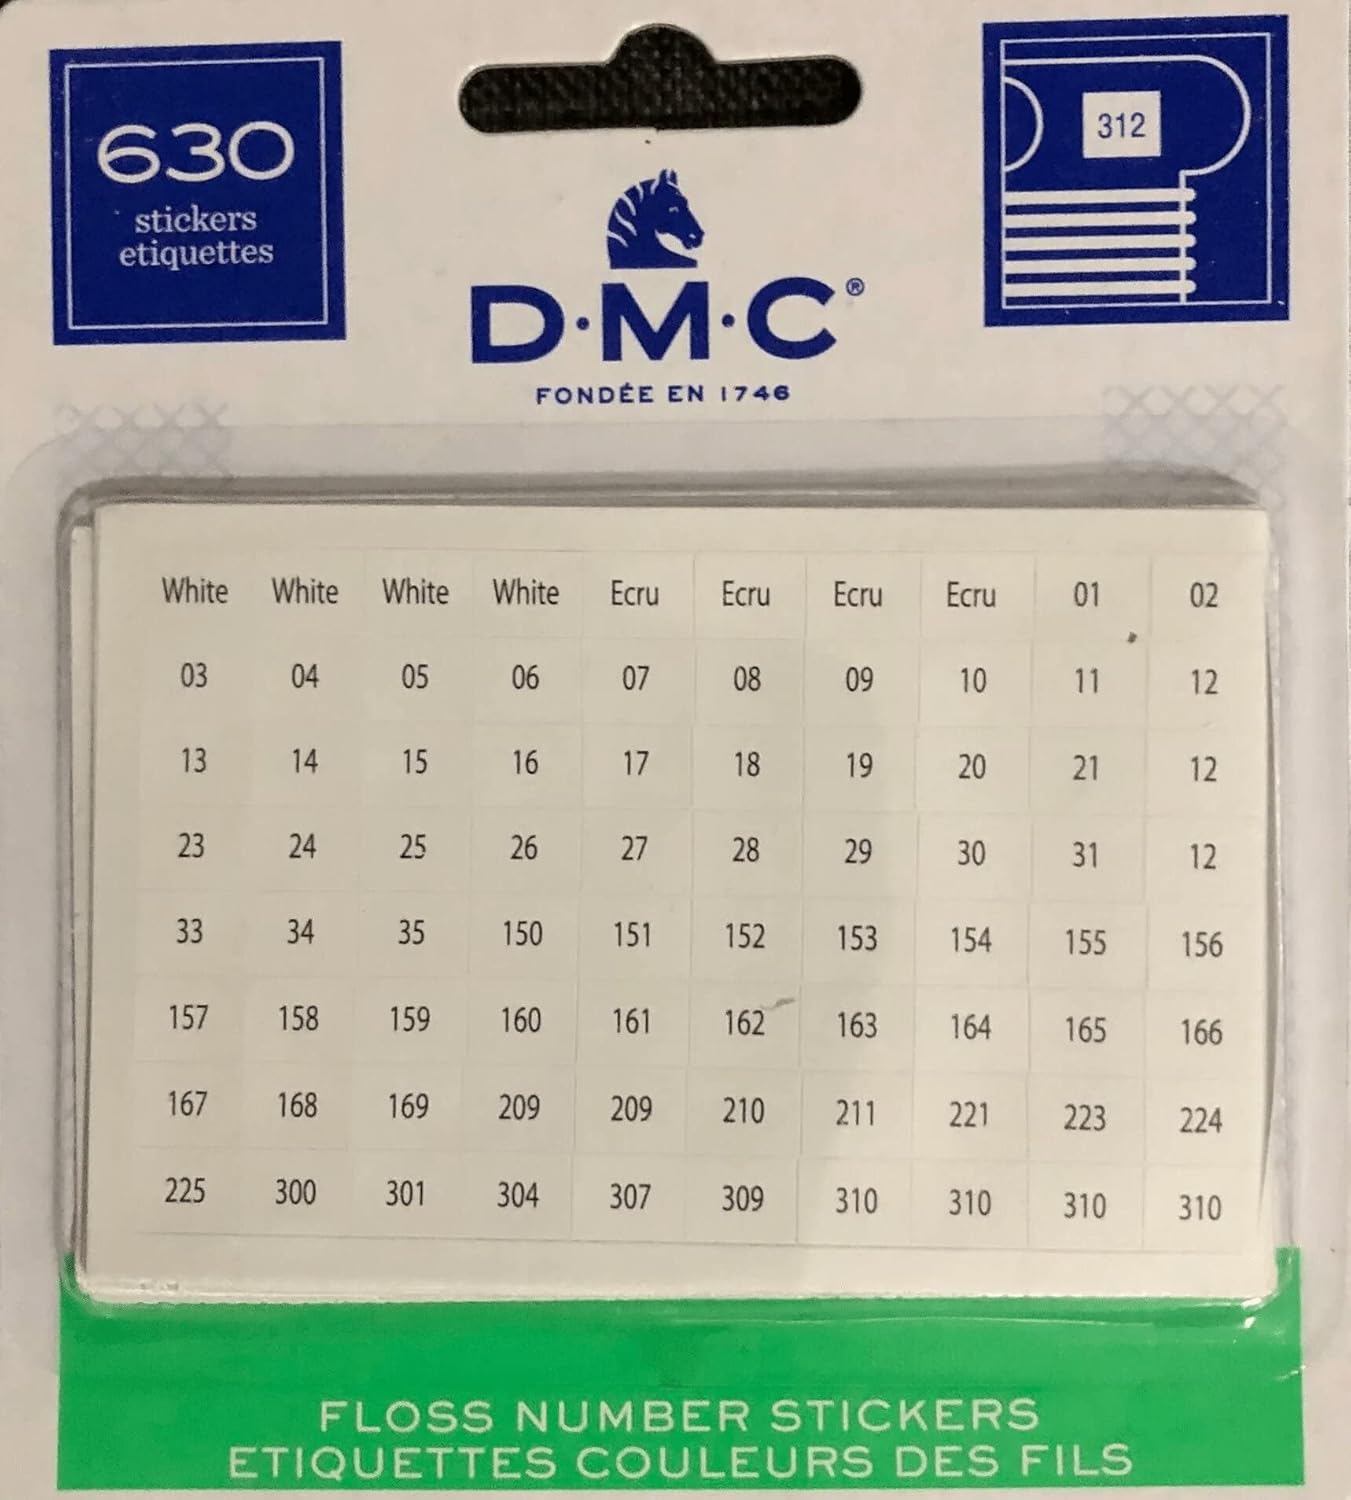 630
stickers
etiquettes
312
D·M·C®
FONDÉE EN 1746
White White White White Ecru Ecru Ecru Ecru 01 02
03 04 05 06 07 08 09 10 11 12
13 14 15 16 17 18 19 20 21 12
23 24 25 26 27 28 29 30 31 12
33 34 35 150 151 152 153 154 155 156
157 158 159 160 161 162 163 164 165 166
167 168 169 209 209 210 211 221 223 224
225 300 301 304 307 309 310 310 310 310
FLOSS NUMBER STICKERS
ETIQUETTES COULEURS DES FILS